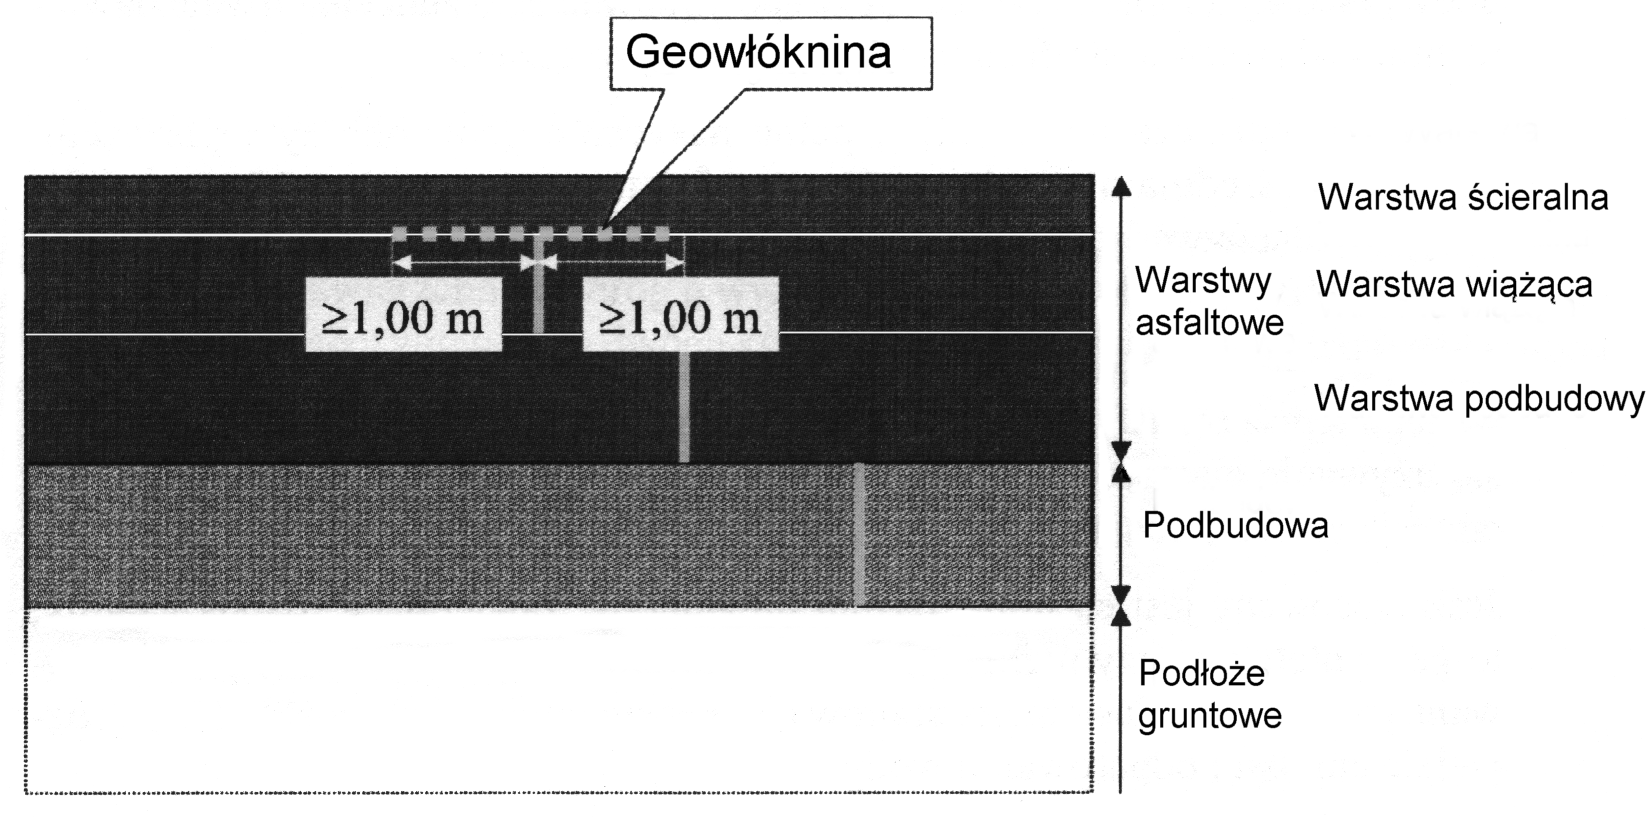 Geowłóknina
Warstwa ścieralna
Warstwy
asfaltowe
Warstwa wiążąca
≥1,00 m
≥1,00 m
Warstwa podbudowy
Podbudowa
Podłoże
gruntowe